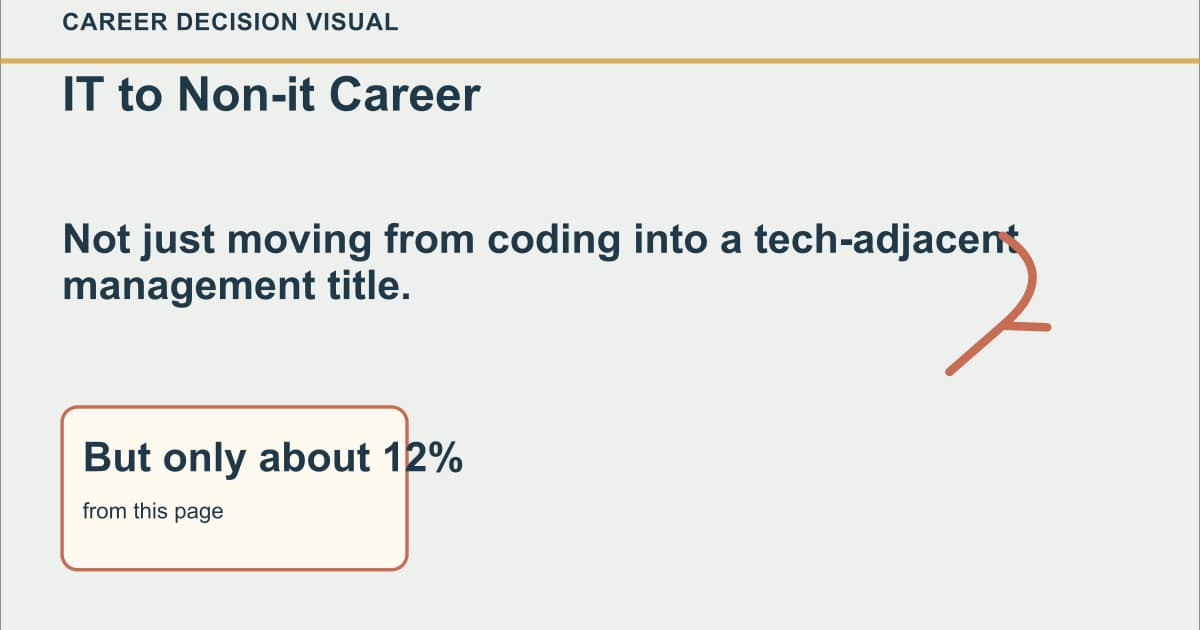 CAREER DECISION VISUAL
IT to Non-it Career
Not just moving from coding into a tech-adjacent
management title.
But only about 12%
from this page